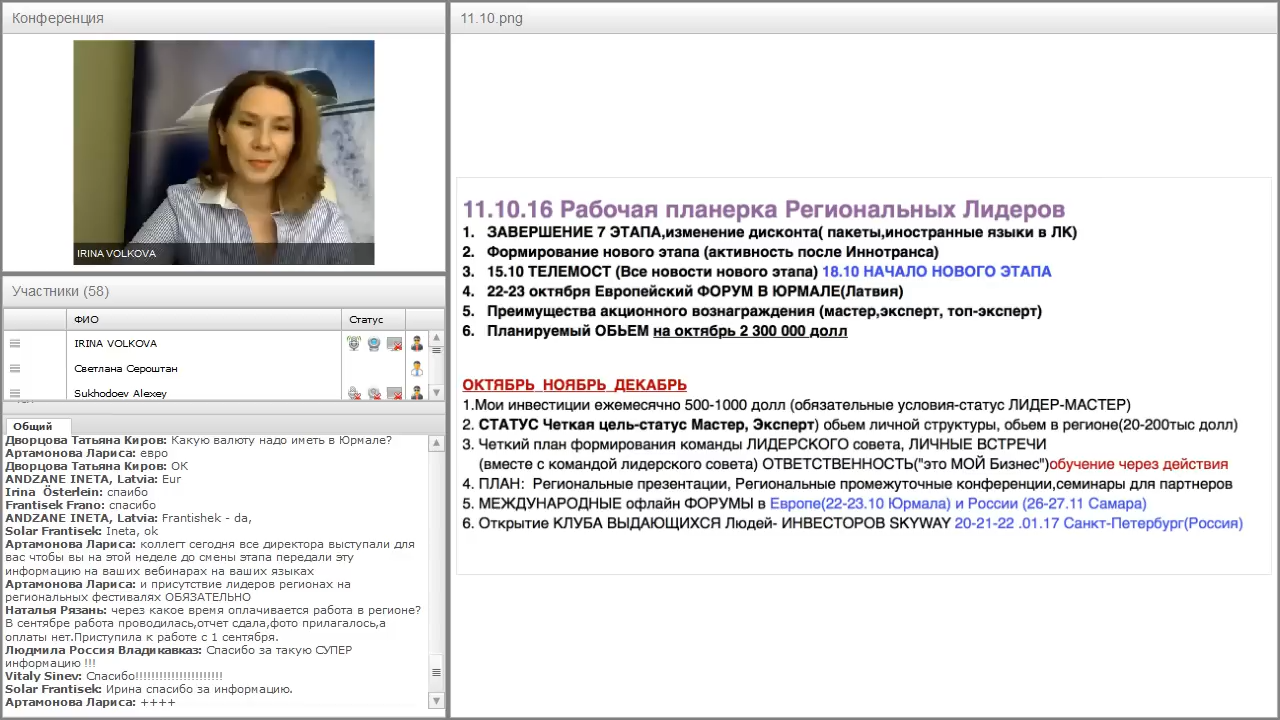 Конференция
IRINA VOLKOVA
Участники (58)
ФИО
Статус
IRINA VOLKOVA
Светлана Сероштан
Sukhodoev Alexey
Общий
Дворцова Татьяна Киров: Какую валюту надо иметь в Юрмале?
Артамонова Лариса: евро
Дворцова Татьяна Киров: ОК
ANDZANE INETA, Latvia: Eur
Irina Österlein: спаибо
Frantisek Frano: спасибо
ANDZANE INETA, Latvia: Frantishek - da,
Solar Frantisek: Ineta, ok
Артамонова Лариса: коллегт сегодня все директора выступали для
вас чтобы вы на этой неделе до смены этапа передали эту
информацию на ваших вебинарах на ваших языках
Артамонова Лариса: и присутствие лидеров регионах на
региональных фестивалях ОБЯЗАТЕЛЬНО
Наталья Рязань: через какое время оплачивается работа в регионе?
В сентябре работа проводилась,отчет сдала,фото прилагалось,а
оплаты нет.Приступила к работе с 1 сентября.
Людмила Россия Владикавказ: Спасибо за такую СУПЕР
информацию !!!
Vitaly Sinev: Спасибо!!!!!!!!!!!!!!!!!!!!!!
Solar Frantisek: Ирина спасибо за информацию.
Артамонова Лариса: ++++
11.10.png
11.10.16 Рабочая планерка Региональных Лидеров
1. ЗАВЕРШЕНИЕ 7 ЭТАПА,изменение дисконта( пакеты,иностранные языки в ЛК)
2. Формирование нового этапа (активность после Иннотранса)
3. 15.10 ТЕЛЕМОСТ (Все новости нового этапа) 18.10 НАЧАЛО НОВОГО ЭТАПА
4. 22-23 октября Европейский ФОРУМ В ЮРМАЛЕ(Латвия)
5. Преимущества акционного вознаграждения (мастер,эксперт, топ-эксперт)
6. Планируемый ОБЬЕМ на октябрь 2 300 000 долл
ОКТЯБРЬ НОЯБРЬ ДЕКАБРЬ
1.Мои инвестиции ежемесячно 500-1000 долл (обязательные условия-статус ЛИДЕР-МАСТЕР)
2. СТАТУС Четкая цель-статус Мастер, Эксперт) обьем личной структуры, обьем в регионе(20-200тыс долл)
3. Четкий план формирования команды ЛИДЕРСКОГО совета, ЛИЧНЫЕ ВСТРЕЧИ
(вместе с командой лидерского совета) ОТВЕТСТВЕННОСТЬ("это МОЙ Бизнес")обучение через действия
4. ПЛАН: Региональные презентации, Региональные промежуточные конференции,семинары для партнеров
5. МЕЖДУНАРОДНЫЕ офлайн ФОРУМЫ в Европе(22-23.10 Юрмала) и России (26-27.11 Самара)
6. Открытие КЛУБА ВЫДАЮЩИХСЯ Людей- ИНВЕСТОРОВ SKYWAY 20-21-22 .01.17 Санкт-Петербург(Россия)